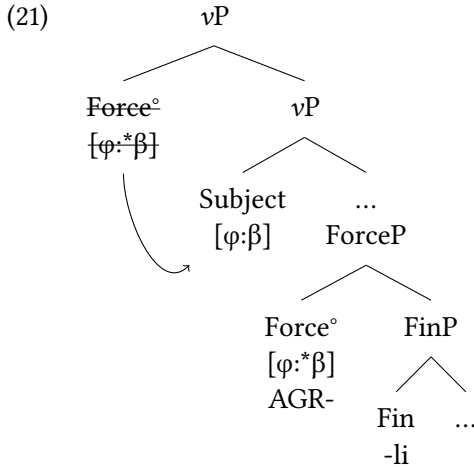 (21) vP
Force° vP
[φ:*β]
Subject ...
[φ:β] ForceP
Force° FinP
[φ:*β]
AGR- Fin ...
-li